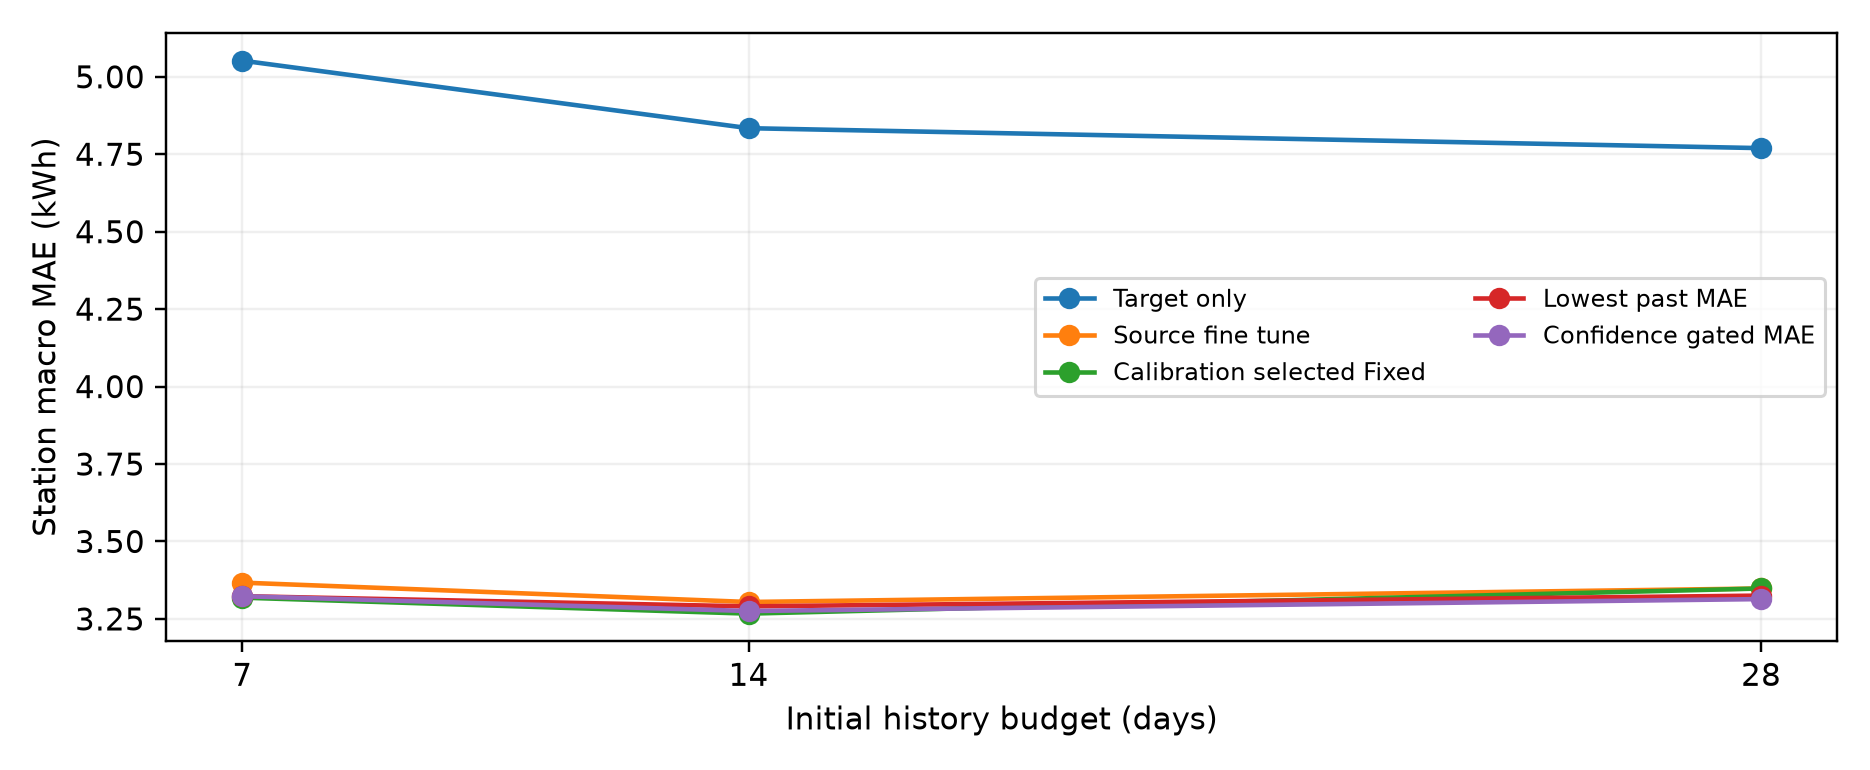 5.00
4.75
4.50
4.25
4.00
3.75
3.50
3.25
Station macro MAE (kWh)
Target only
Source fine tune
Calibration selected Fixed
Lowest past MAE
Confidence gated MAE
7
14
28
Initial history budget (days)